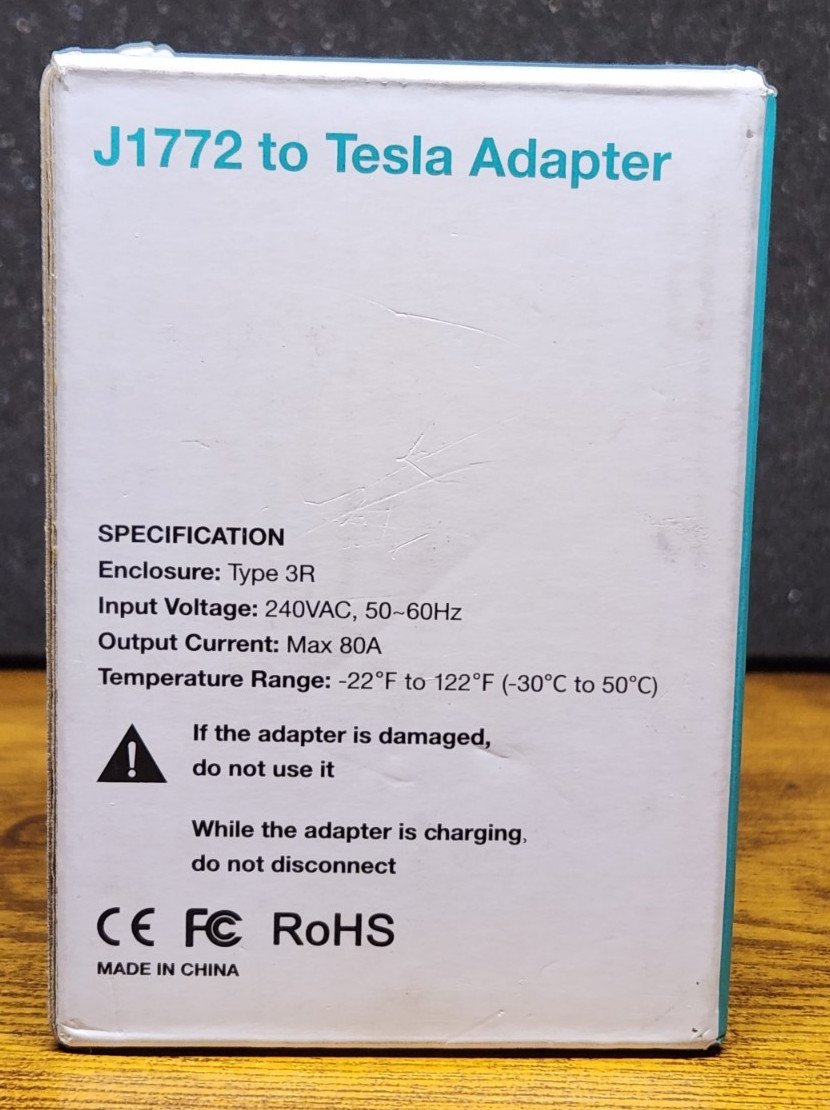 J1772 to Tesla Adapter
SPECIFICATION
Enclosure: Type 3R
Input Voltage: 240VAC, 50~60Hz
Output Current: Max 80A
Temperature Range: -22°F to 122°F (-30°C to 50°C)
If the adapter is damaged,
do not use it
While the adapter is charging,
do not disconnect
CE FC RoHS
MADE IN CHINA